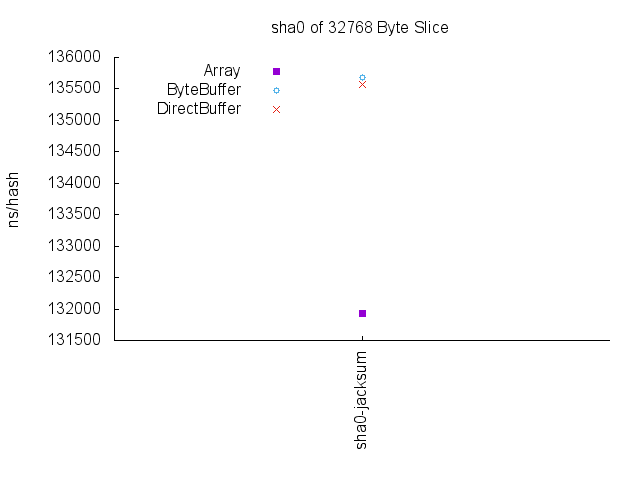 sha0 of 32768 Byte Slice
136000
135500
135000
134500
134000
133500
133000
132500
132000
131500
ns/hash
Array
ByteBuffer
DirectBuffer
sha0-jacksum